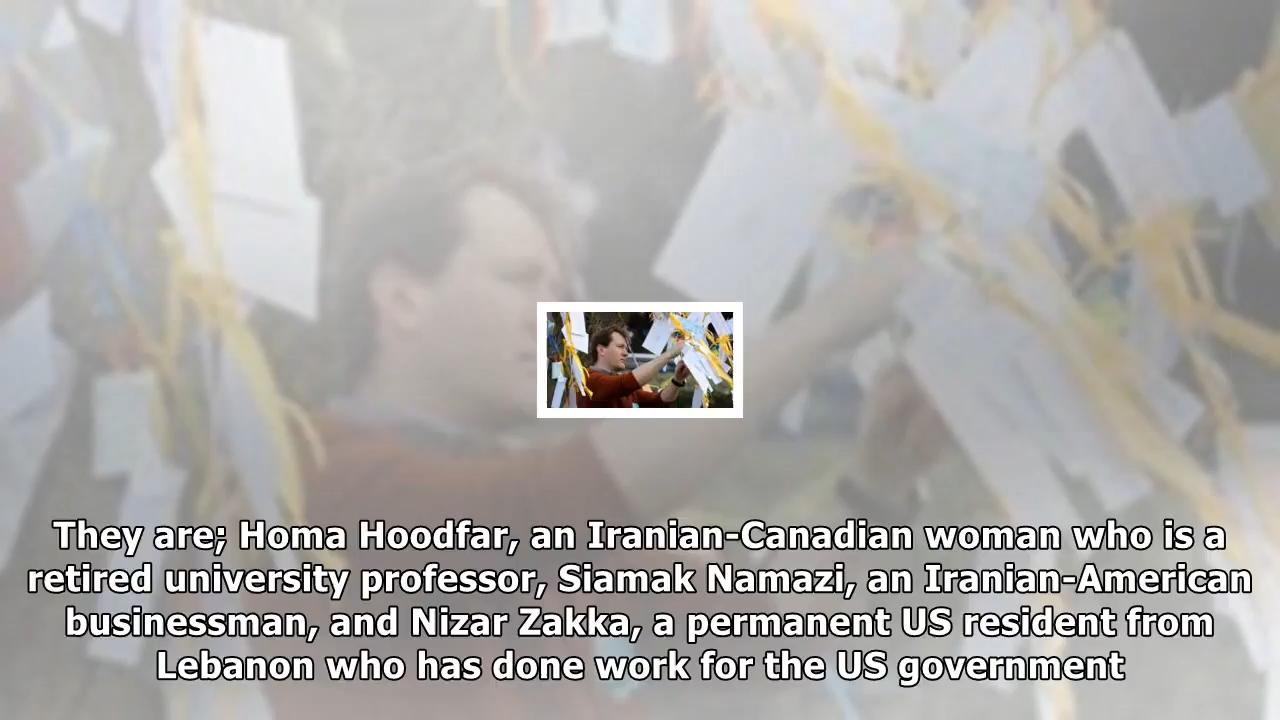 They are; Homa Hoodfar, an Iranian-Canadian woman who is a
retired university professor, Siamak Namazi, an Iranian-American
businessman, and Nizar Zakka, a permanent US resident from
Lebanon who has done work for the US government